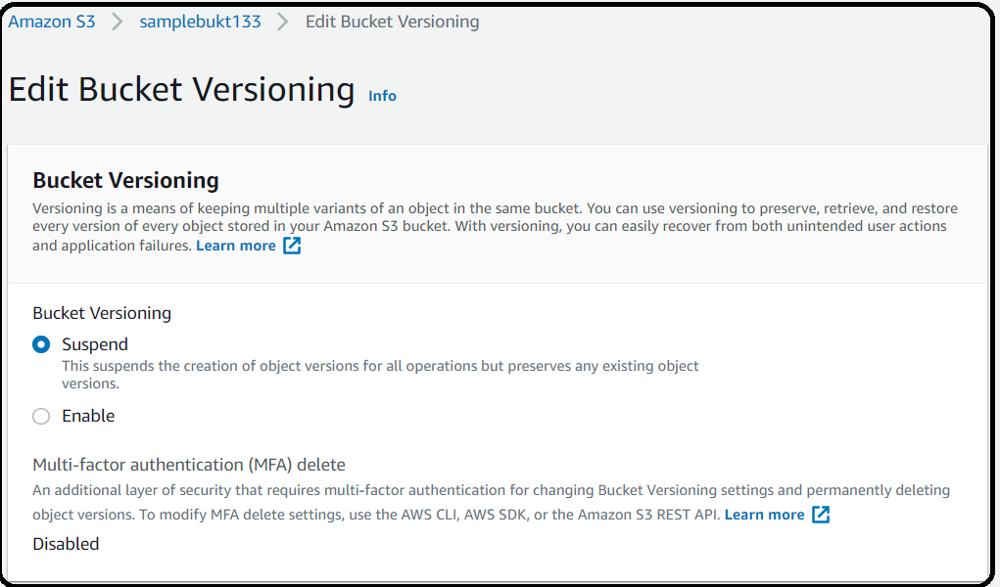 Amazon S3 > samplebukt133 > Edit Bucket Versioning
Edit Bucket Versioning Info
Bucket Versioning
Versioning is a means of keeping multiple variants of an object in the same bucket. You can use versioning to preserve, retrieve, and restore
every version of every object stored in your Amazon S3 bucket. With versioning, you can easily recover from both unintended user actions
and application failures. Learn more
Bucket Versioning
Suspend
This suspends the creation of object versions for all operations but preserves any existing object
versions.
Enable
Multi-factor authentication (MFA) delete
An additional layer of security that requires multi-factor authentication for changing Bucket Versioning settings and permanently deleting
object versions. To modify MFA delete settings, use the AWS CLI, AWS SDK, or the Amazon S3 REST API. Learn more
Disabled